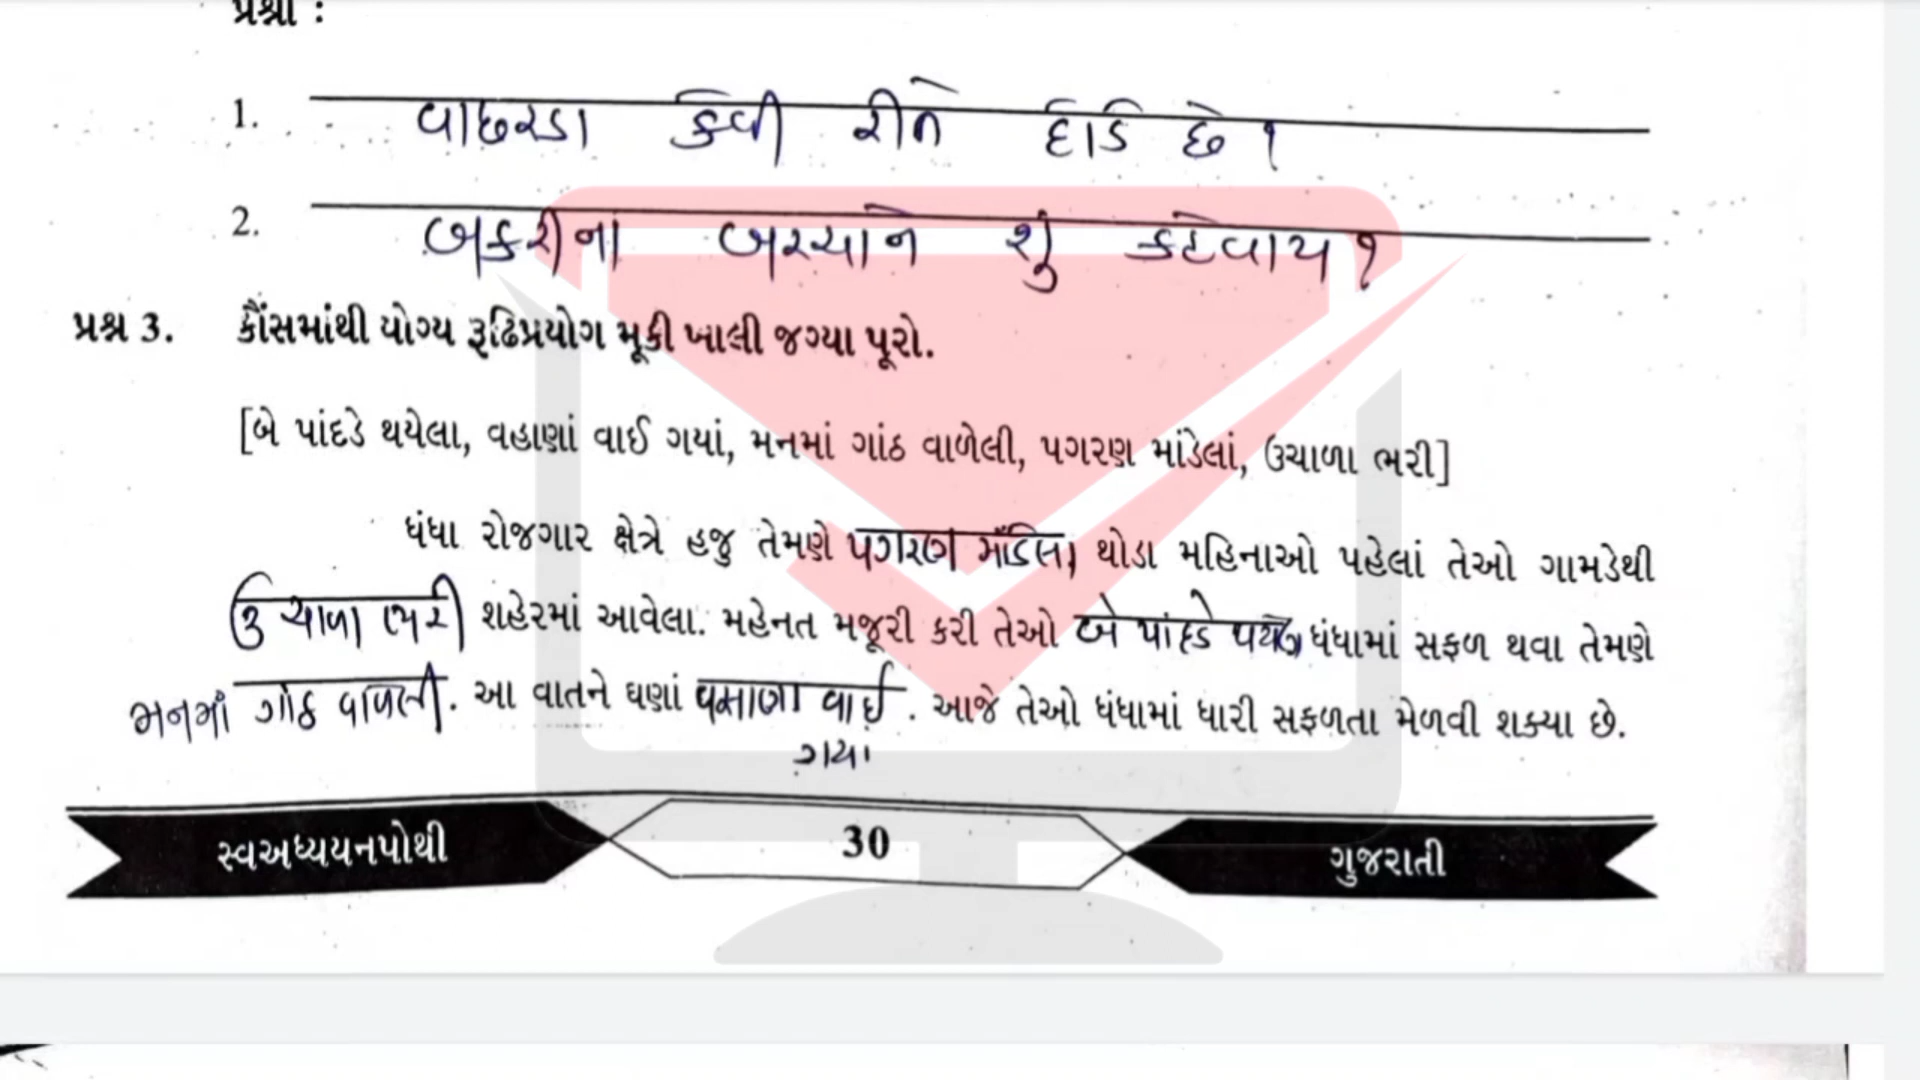 પ્રશ્નો :
1. વાછરડા કેવી રીતે દોડે છે ?
2. બકરીના બચ્ચાને શું કહેવાય ?
પ્રશ્ન 3. કૌંસમાંથી યોગ્ય રૂઢિપ્રયોગ મૂકી ખાલી જગ્યા પૂરો.
[બે પાંદડે થયેલા, વહાણાં વાઈ ગયાં, મનમાં ગાંઠ વાળેલી, પગરણ માંડેલાં, ઉચાળા ભરી]
ધંધા રોજગાર ક્ષેત્રે હજુ તેમણે પગરણ માંડેલા, થોડા મહિનાઓ પહેલાં તેઓ ગામડેથી
ઉચાળા ભરી શહેરમાં આવેલા. મહેનત મજૂરી કરી તેઓ બે પાંદડે ધંધામાં સફળ થવા તેમણે
મનમાં ગાંઠ વાળેલી. આ વાતને ઘણાં વાઈ . આજે તેઓ ધંધામાં ધારી સફળતા મેળવી શક્યા છે.
ગયા
સ્વઅધ્યયનપોથી 30 ગુજરાતી